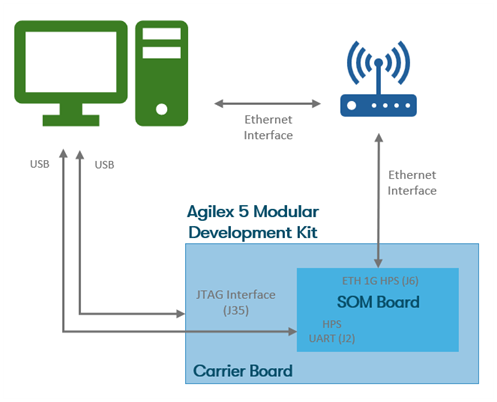 Ethernet
Interface
USB
USB
Ethernet
Interface
Agilex 5 Modular
Development Kit
ETH 1G HPS (J6)
SOM Board
JTAG Interface
(J35)
HPS
UART (J2)
Carrier Board